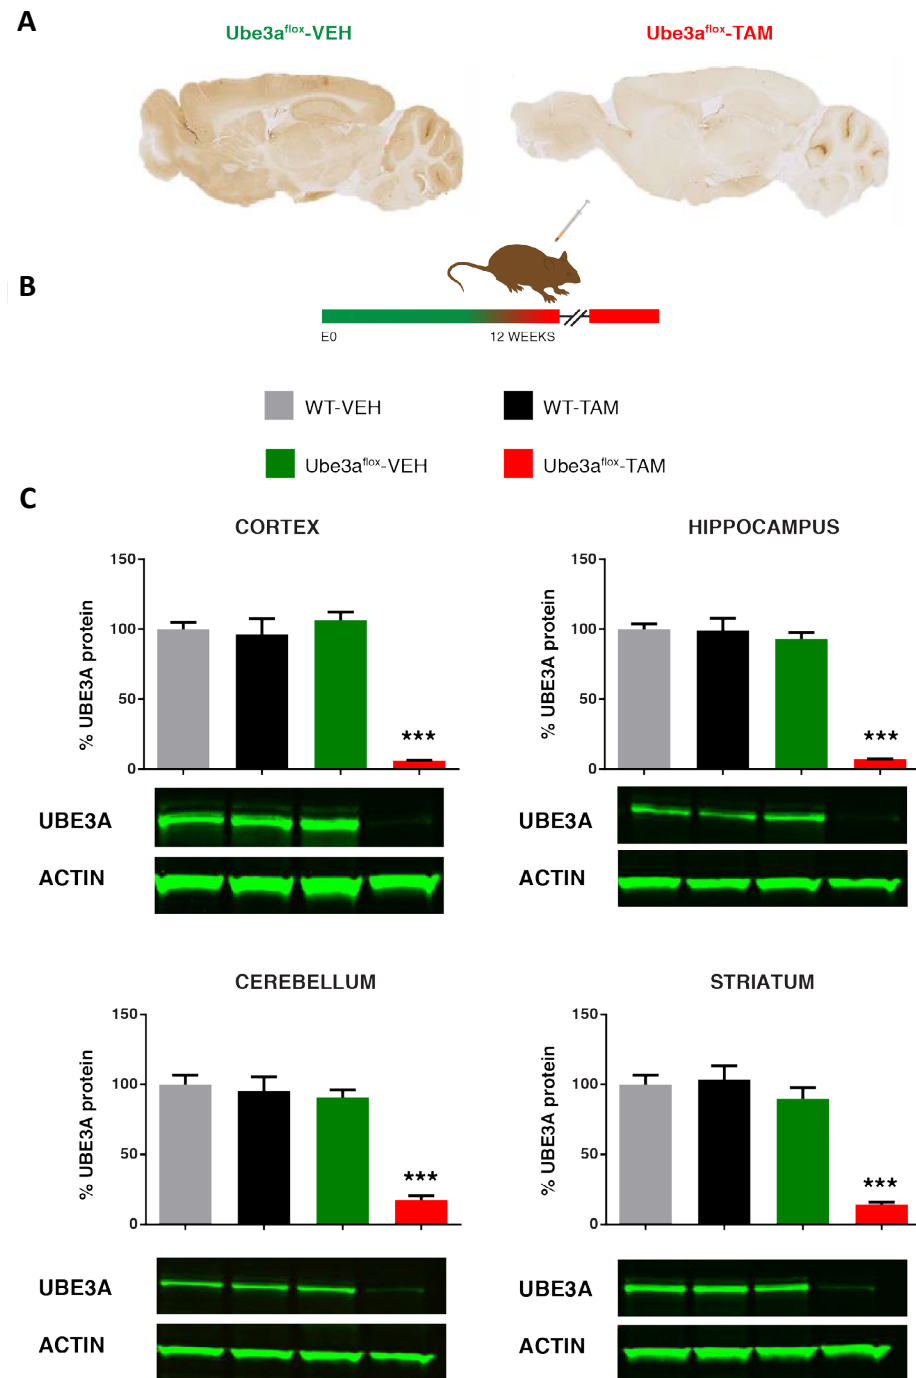 A
Ube3aflox-VEH
Ube3aflox-TAM
B
E0
12 WEEKS
WT-VEH
WT-TAM
Ube3aflox-VEH
Ube3aflox-TAM
C
CORTEX
HIPPOCAMPUS
% UBE3A protein
150
100
50
0
***
% UBE3A protein
150
100
50
0
***
UBE3A
UBE3A
ACTIN
ACTIN
CEREBELLUM
STRIATUM
% UBE3A protein
150
100
50
0
***
% UBE3A protein
150
100
50
0
***
UBE3A
UBE3A
ACTIN
ACTIN